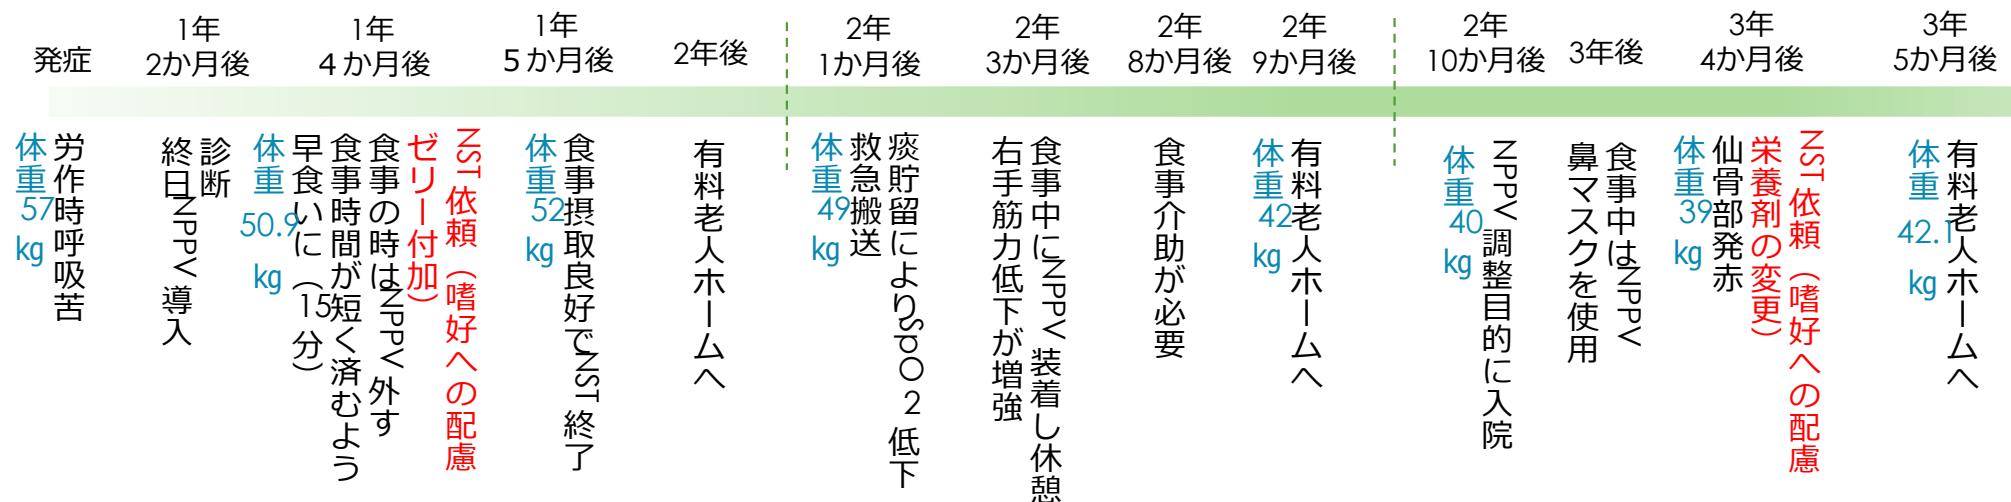 発症
1年
2か月後
1年
４か月後
1年
５か月後
2年後
2年
1か月後
2年
3か月後
2年
8か月後
2年
9か月後
2年
10か月後
3年後
3年
4か月後
3年
5か月後
労作時呼吸苦
体重57kg
診断
終日NPPV導入
NST依頼（嗜好への配慮
ゼリー付加）
食事の時はNPPV外す
食事時間が短く済むよう
早食いに（15分）
体重50.9kg
食事摂取良好でNST終了
体重52kg
有料老人ホームへ
痰貯留によりSpO２低下
救急搬送
体重49kg
食事中にNPPV装着し休憩
右手筋力低下が増強
食事介助が必要
有料老人ホームへ
体重42kg
NPPV調整目的に入院
体重40kg
食事中はNPPV
鼻マスクを使用
NST依頼（嗜好への配慮
栄養剤の変更）
仙骨部発赤
体重39kg
有料老人ホームへ
体重42.1kg